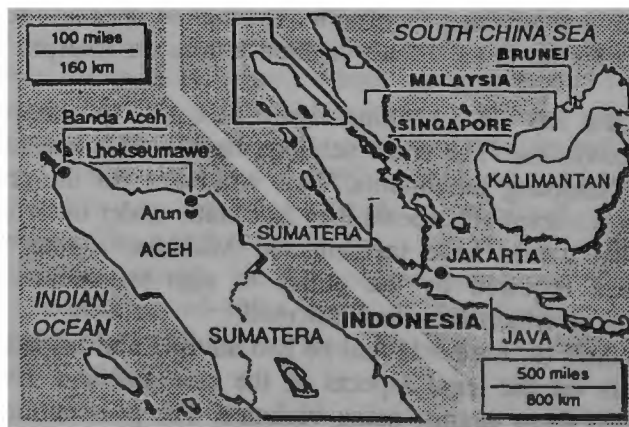 100 miles
160 km
SOUTH CHINA SEA
BRUNEI
MALAYSIA
Banda Aceh
SINGAPORE
Lhokseumawe
KALIMANTAN
Arun
SUMATERA
ACEH
JAKARTA
INDIAN
OCEAN
INDONESIA
SUMATERA
JAVA
500 miles
800 km